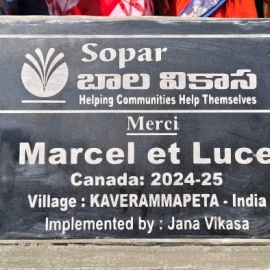 Sopar
బాల వికాస
Helping Communities Help Themselves
Merci
Marcel et Luce
Canada: 2024-25
Village : KAVERAMMAPETA - India
Implemented by : Jana Vikasa